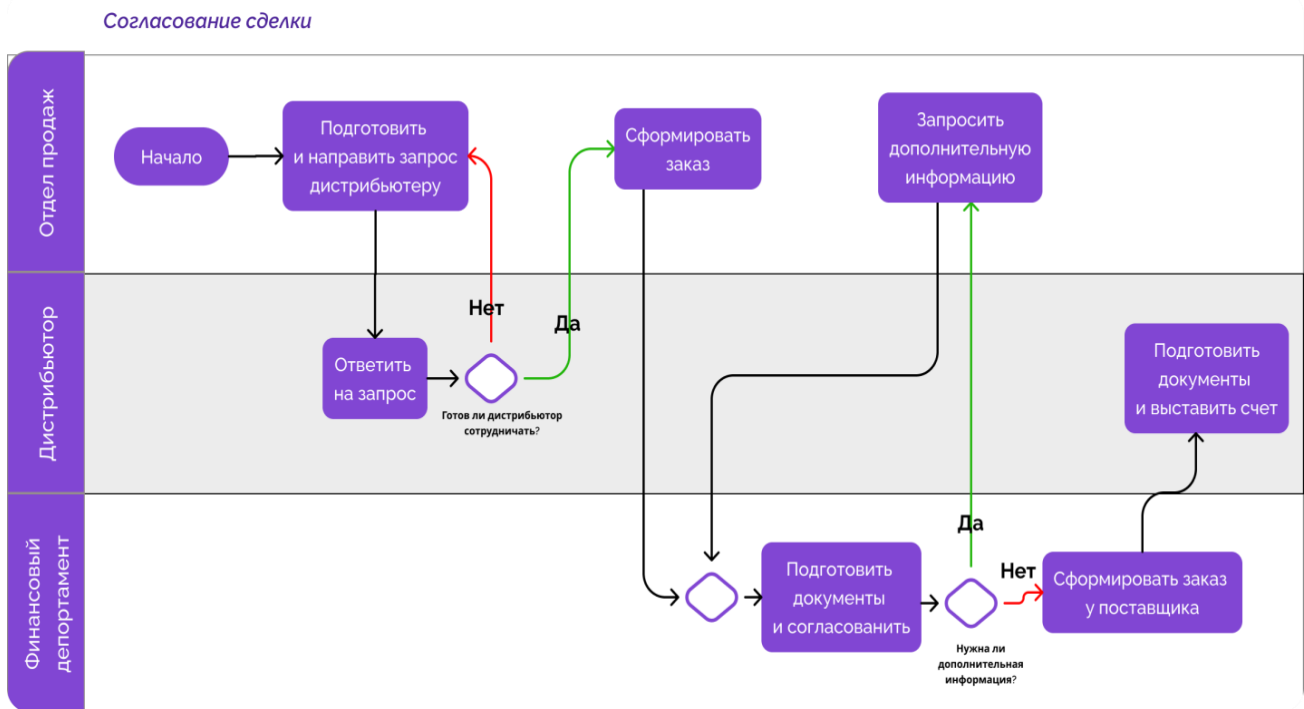 Согласование сделки
Отдел продаж
Начало
Подготовить
и направить запрос
дистрибьютеру
Сформировать
заказ
Запросить
дополнительную
информацию
Дистрибьютор
Ответить
на запрос
Нет
Да
Готов ли дистрибьютор
сотрудничать?
Подготовить
документы
и выставить счет
Финансовый
депортамент
Подготовить
документы
и согласованить
Да
Нет
Нужна ли
дополнительная
информация?
Сформировать заказ
у поставщика